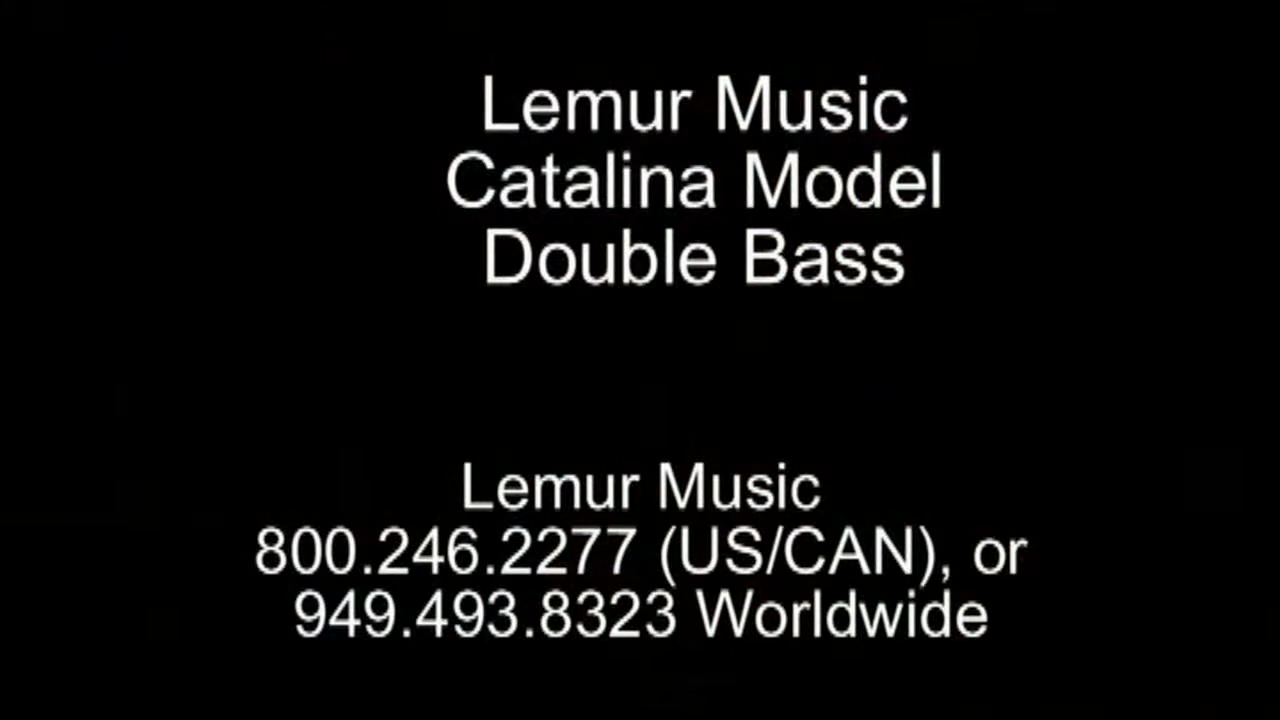 Lemur Music
Catalina Model
Double Bass
Lemur Music
800.246.2277 (US/CAN), or
949.493.8323 Worldwide